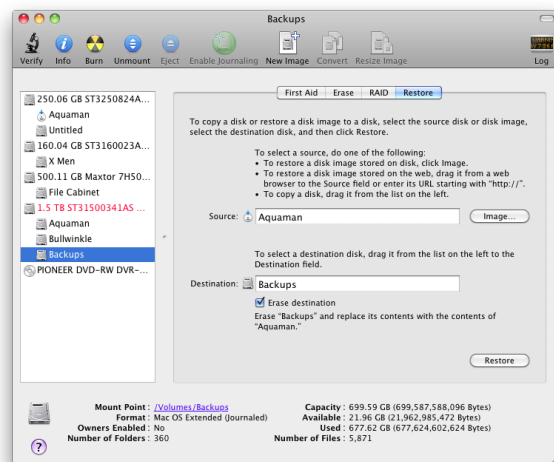 Backups
Verify Info Burn Unmount Eject Enable Journaling New Image Convert Resize Image Log
250.06 GB ST3250824A...
Aquaman
Untitled
160.04 GB ST3160023A...
X Men
500.11 GB Maxtor 7H50...
File Cabinet
1.5 TB ST31500341AS ...
Aquaman
Bullwinkle
Backups
PIONEER DVD-RW DVR-...
First Aid Erase RAID Restore
To copy a disk or restore a disk image to a disk, select the source disk or disk image,
select the destination disk, and then click Restore.
To select a source, do one of the following:
• To restore a disk image stored on disk, click Image.
• To restore a disk image stored on the web, drag it from a web
browser to the Source field or enter its URL starting with "http://".
• To copy a disk, drag it from the list on the left.
Source: Aquaman Image...
To select a destination disk, drag it from the list on the left to the
Destination field.
Destination: Backups
Erase destination
Erase "Backups" and replace its contents with the contents of
"Aquaman."
Restore
Mount Point : /Volumes/Backups Capacity : 699.59 GB (699,587,588,096 Bytes)
Format : Mac OS Extended (Journaled) Available : 21.96 GB (21,962,985,472 Bytes)
Owners Enabled : No Used : 677.62 GB (677,624,602,624 Bytes)
Number of Folders : 360 Number of Files : 5,871
?